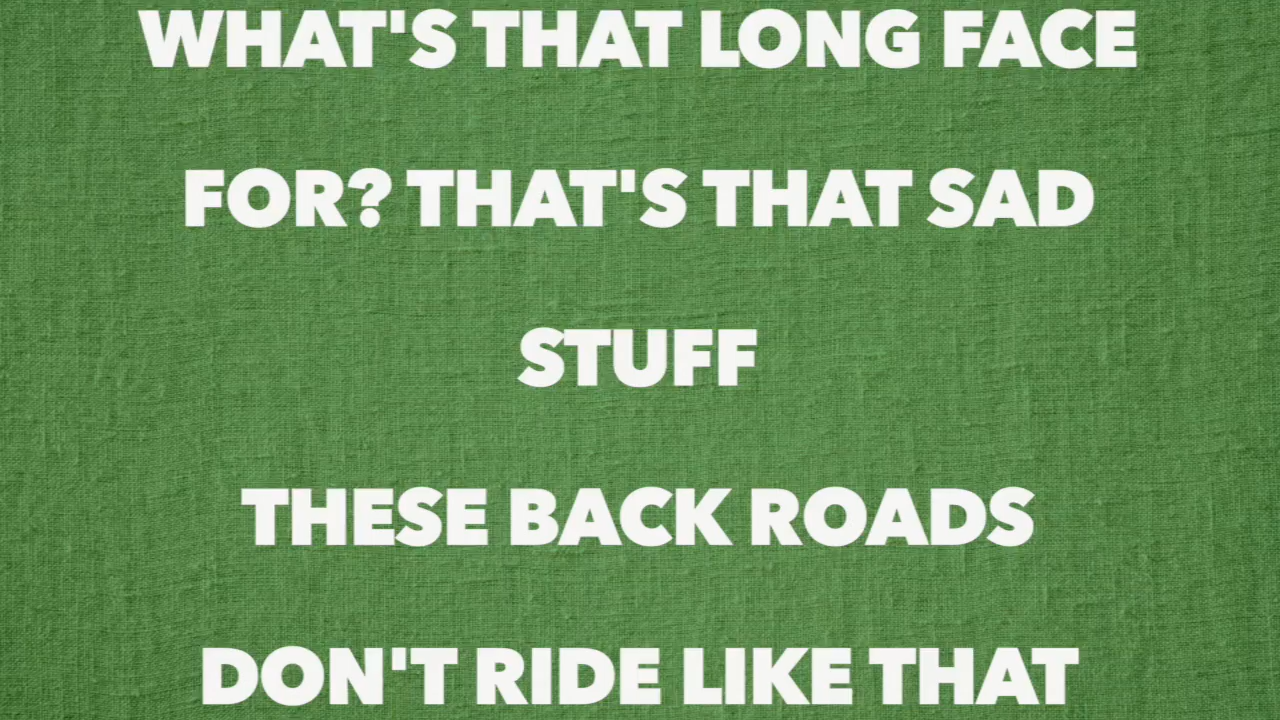 WHAT'S THAT LONG FACE
FOR? THAT'S THAT SAD
STUFF
THESE BACK ROADS
DON'T RIDE LIKE THAT